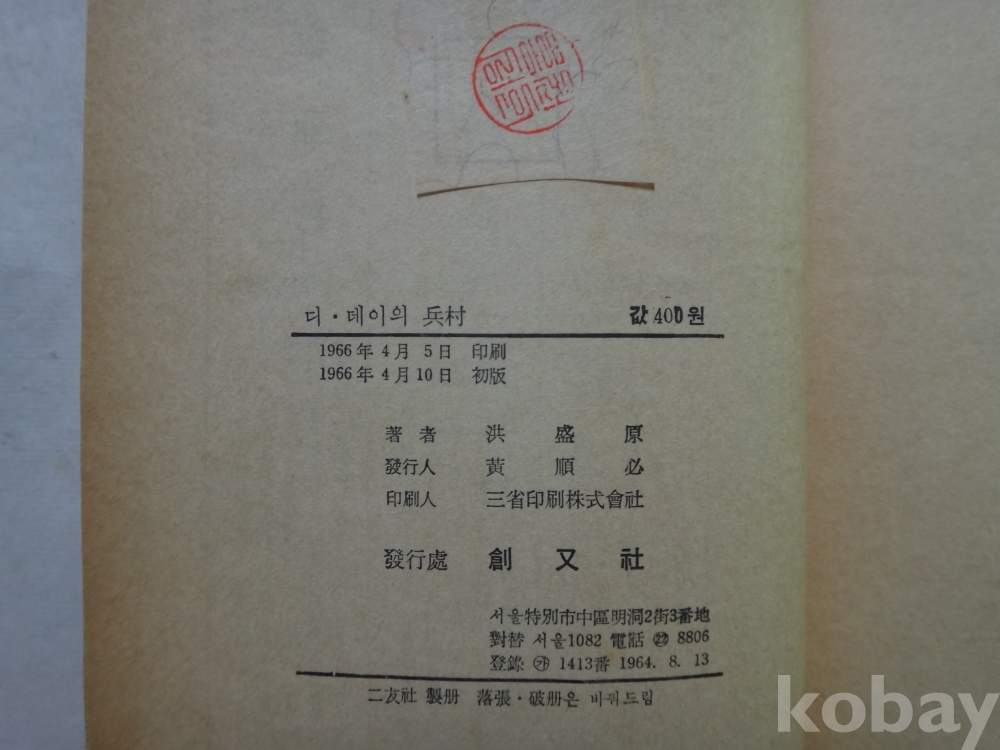 디·데이의 兵村 값 400원
1966年 4月 5日 印刷
1966年 4月 10日 初版
著者 洪盛原
發行人 黃順必
印刷人 三省印刷株式會社
發行處 創又社
서울特別市中區明洞2街3番地
對替 서울1082 電話 ㉒ 8806
登錄 ㉮ 1413番 1964. 8. 13
二友社 製册 落張·破册은 바꿔드림
kobay